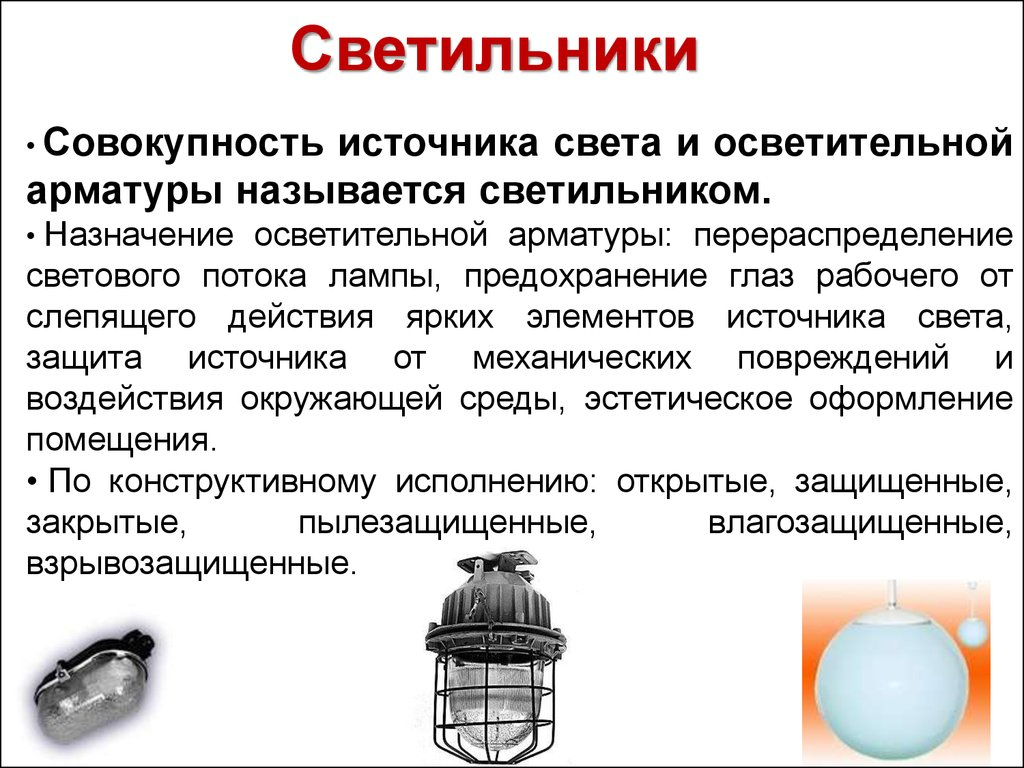 Светильники
• Совокупность источника света и осветительной
арматуры называется светильником.
• Назначение осветительной арматуры: перераспределение
светового потока лампы, предохранение глаз рабочего от
слепящего действия ярких элементов источника света,
защита источника от механических повреждений и
воздействия окружающей среды, эстетическое оформление
помещения.
• По конструктивному исполнению: открытые, защищенные,
закрытые, пылезащищенные, влагозащищенные,
взрывозащищенные.